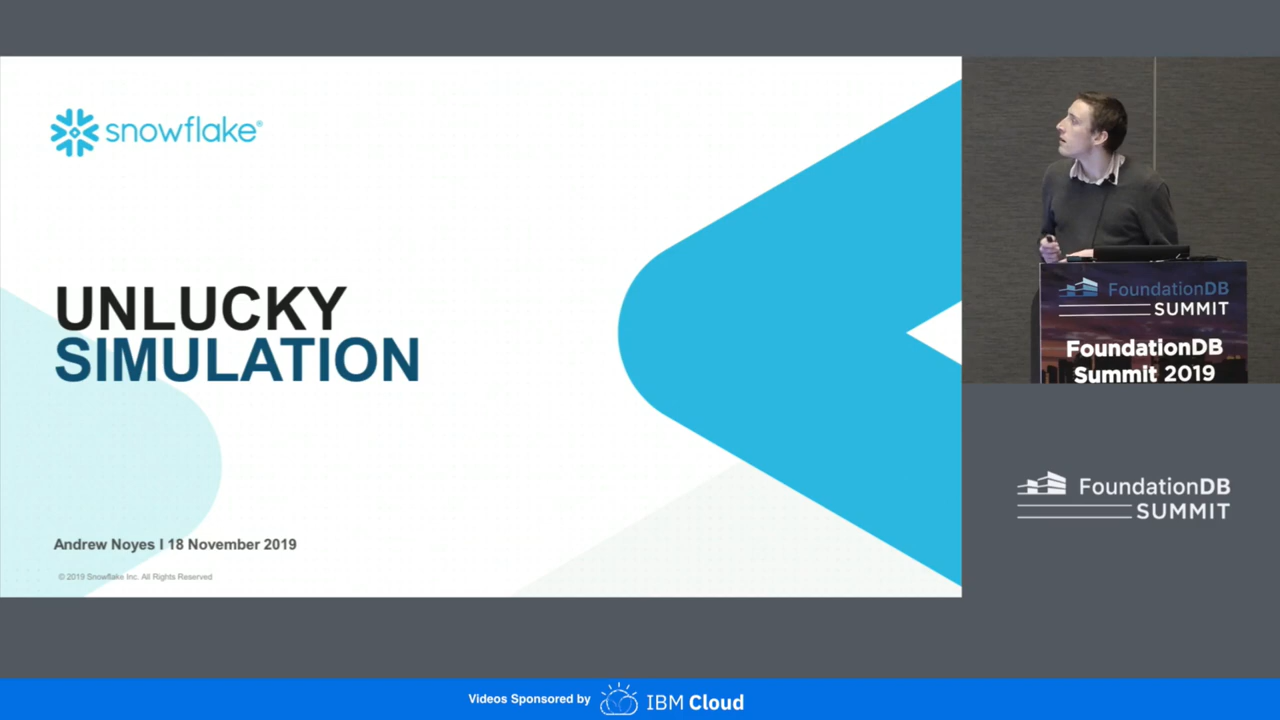 snowflake®
UNLUCKY
SIMULATION
Andrew Noyes I 18 November 2019
© 2019 Snowflake Inc. All Rights Reserved
FoundationDB
SUMMIT
FoundationDB
Summit 2019
FoundationDB
SUMMIT
Videos Sponsored by IBM Cloud